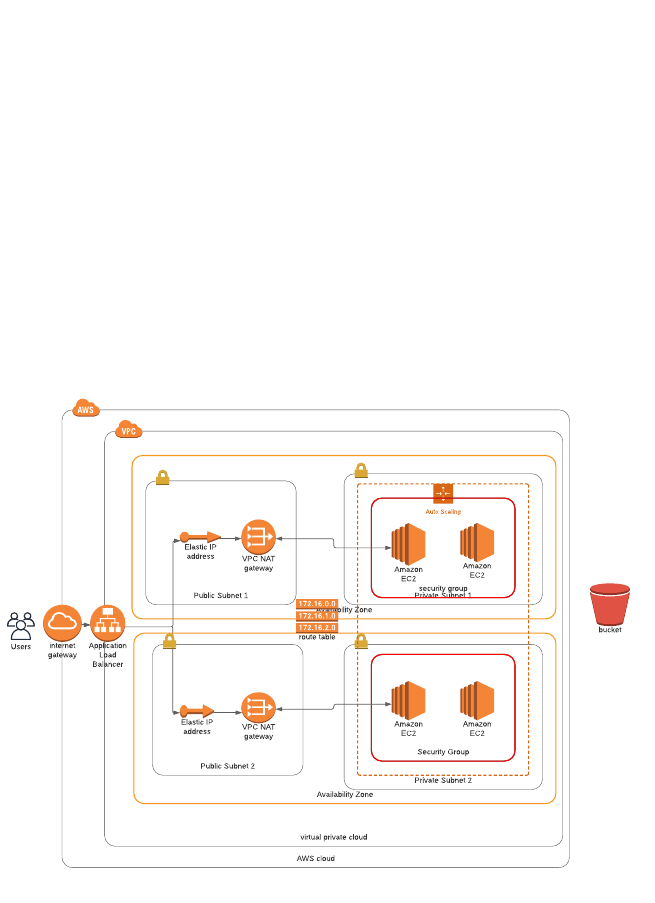 AWS
VPC
Auto Scaling
Elastic IP
address
VPC NAT
gateway
Amazon
EC2
Amazon
EC2
security group
Private Subnet 1
Public Subnet 1
172.16.0.0
172.16.1.0
172.16.2.0
Availability Zone
route table
Users
internet
gateway
Application
Load
Balancer
bucket
Elastic IP
address
VPC NAT
gateway
Amazon
EC2
Amazon
EC2
Security Group
Public Subnet 2
Private Subnet 2
Availability Zone
virtual private cloud
AWS cloud